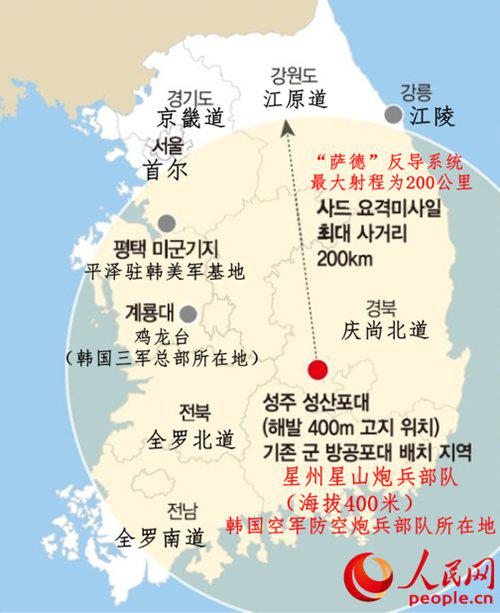 강원도
江原道
경기도
京畿道
서울
首尔
강릉
江陵
“萨德”反导系统
最大射程为200公里
사드 요격미사일
최대 사거리
200km
평택 미군기지
平泽驻韩美军基地
계룡대
鸡龙台
（韩国三军总部所在地）
경북
庆尚北道
성주 성산포대
(해발 400m 고지 위치)
기존 군 방공포대 배치 지역
星州星山炮兵部队
（海拔400米）
韩国空军防空炮兵部队所在地
전북
全罗北道
전남
全罗南道
人民网
people.cn